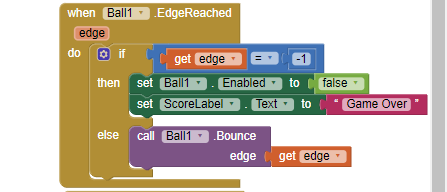 when Ball1 .EdgeReached
edge
do if get edge = -1
then set Ball1 . Enabled to false
set ScoreLabel . Text to " Game Over "
else call Ball1 .Bounce
edge get edge